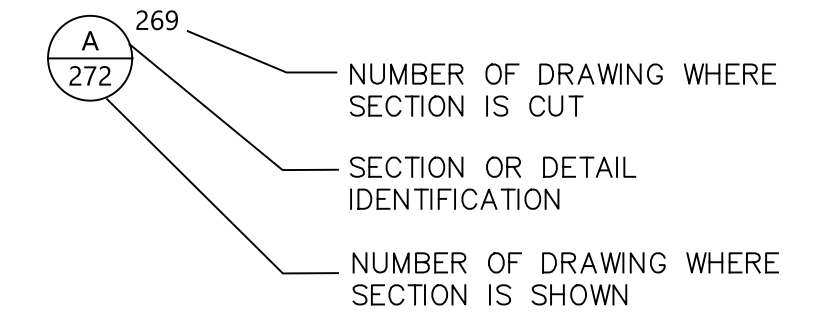 269
A
272
NUMBER OF DRAWING WHERE
SECTION IS CUT
SECTION OR DETAIL
IDENTIFICATION
NUMBER OF DRAWING WHERE
SECTION IS SHOWN